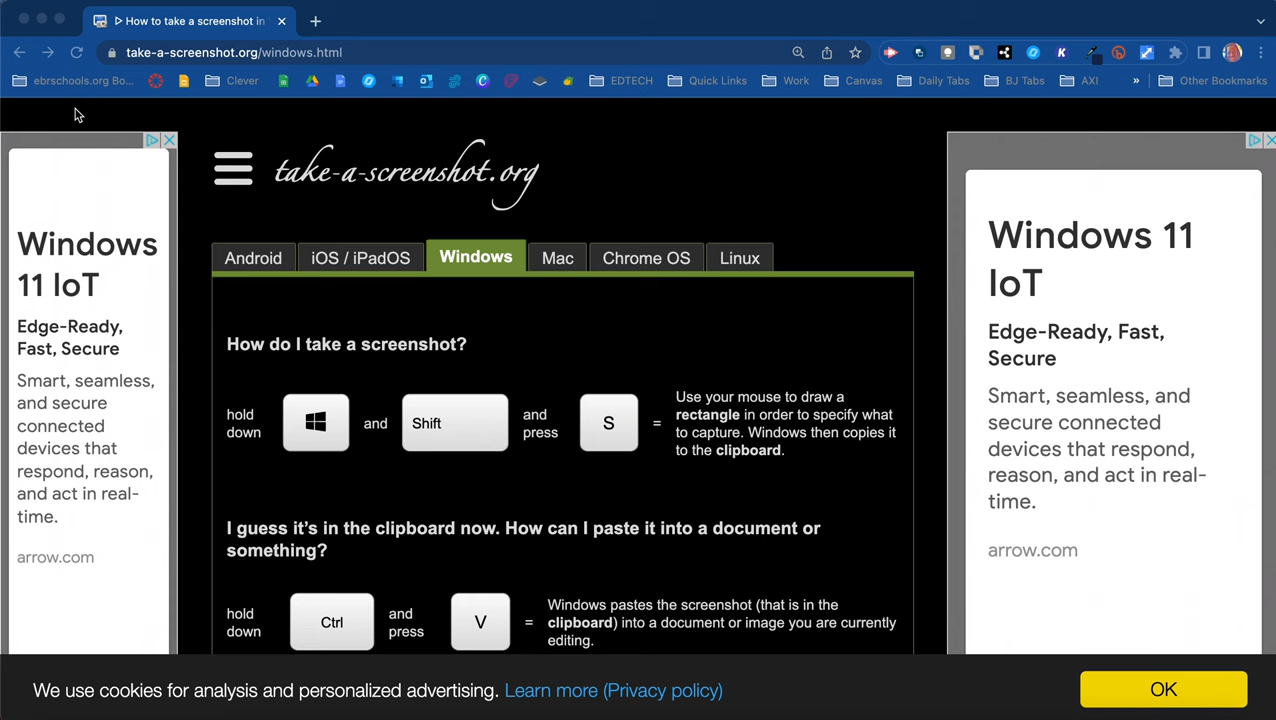 How to take a screenshot in
take-a-screenshot.org/windows.html
ebrschools.org Bo...
Clever
EDTECH
Quick Links
Work
Canvas
Daily Tabs
BJ Tabs
AXI
»
Other Bookmarks
take-a-screenshot.org
Android
iOS / iPadOS
Windows
Mac
Chrome OS
Linux
How do I take a screenshot?
hold
down
and
Shift
and
press
S
=
Use your mouse to draw a
rectangle in order to specify what
to capture. Windows then copies it
to the clipboard.
I guess it's in the clipboard now. How can I paste it into a document or
something?
hold
down
Ctrl
and
press
V
=
Windows pastes the screenshot (that is in the
clipboard) into a document or image you are currently
editing.
Windows
11 IoT
Edge-Ready,
Fast, Secure
Smart, seamless,
and secure
connected
devices that
respond, reason,
and act in real-
time.
arrow.com
Windows 11
IoT
Edge-Ready, Fast,
Secure
Smart, seamless, and
secure connected
devices that respond,
reason, and act in real-
time.
arrow.com
We use cookies for analysis and personalized advertising. Learn more (Privacy policy)
OK